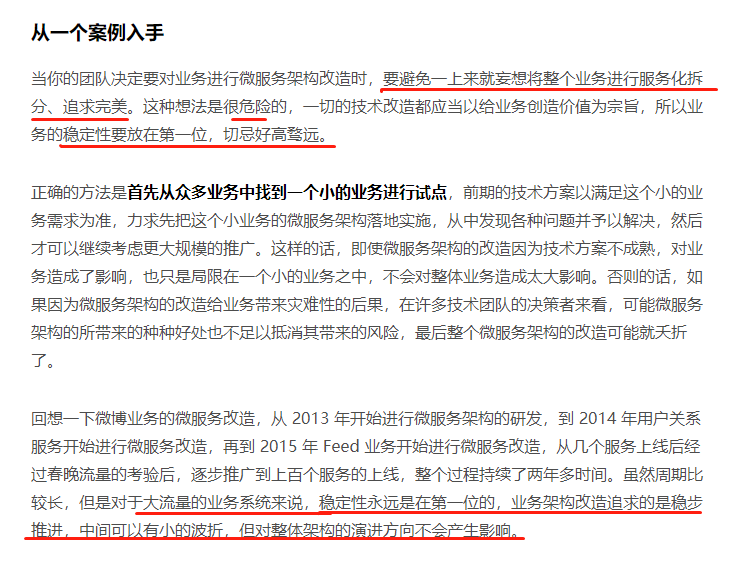 从一个案例入手
当你的团队决定要对业务进行微服务架构改造时，要避免一上来就妄想将整个业务进行服务化拆
分、追求完美。这种想法是很危险的，一切的技术改造都应当以给业务创造价值为宗旨，所以业
务的稳定性要放在第一位，切忌好高骛远。
正确的方法是首先从众多业务中找到一个小的业务进行试点，前期的技术方案以满足这个小的业
务需求为准，力求先把这个小业务的微服务架构落地实施，从中发现各种问题并予以解决，然后
才可以继续考虑更大规模的推广。这样的话，即使微服务架构的改造因为技术方案不成熟，对业
务造成了影响，也只是局限在一个小的业务之中，不会对整体业务造成太大影响。否则的话，如
果因为微服务架构的改造给业务带来灾难性的后果，在许多技术团队的决策者来看，可能微服务
架构的所带来的种种好处也不足以抵消其带来的风险，最后整个微服务架构的改造可能就夭折
了。
回想一下微博业务的微服务改造，从 2013 年开始进行微服务架构的研发，到 2014 年用户关系
服务开始进行微服务改造，再到 2015 年 Feed 业务开始进行微服务改造，从几个服务上线后经
过春晚流量的考验后，逐步推广到上百个服务的上线，整个过程持续了两年多时间。虽然周期比
较长，但是对于大流量的业务系统来说，稳定性永远是在第一位的，业务架构改造追求的是稳步
推进，中间可以有小的波折，但对整体架构的演进方向不会产生影响。